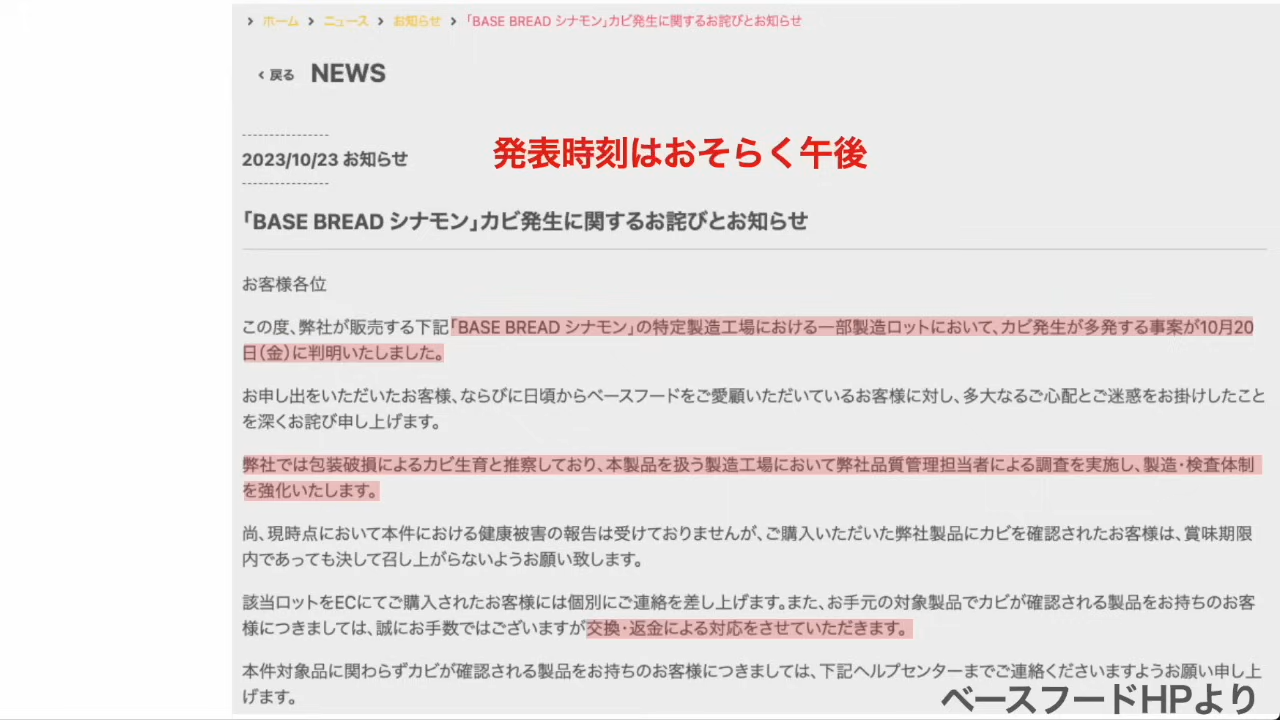 › ホーム › ニュース › お知らせ › 「BASE BREAD シナモン」カビ発生に関するお詫びとお知らせ
‹ 戻る NEWS
----------------
2023/10/23 お知らせ
発表時刻はおそらく午後
----------------
「BASE BREAD シナモン」カビ発生に関するお詫びとお知らせ
お客様各位
この度、弊社が販売する下記「BASE BREAD シナモン」の特定製造工場における一部製造ロットにおいて、カビ発生が多発する事案が10月20
日（金）に判明いたしました。
お申し出をいただいたお客様、ならびに日頃からベースフードをご愛顧いただいているお客様に対し、多大なるご心配とご迷惑をお掛けしたこと
を深くお詫び申し上げます。
弊社では包装破損によるカビ生育と推察しており、本製品を扱う製造工場において弊社品質管理担当者による調査を実施し、製造・検査体制
を強化いたします。
尚、現時点において本件における健康被害の報告は受けておりませんが、ご購入いただいた弊社製品にカビを確認されたお客様は、賞味期限
内であっても決して召し上がらないようお願い致します。
該当ロットをECにてご購入されたお客様には個別にご連絡を差し上げます。また、お手元の対象製品でカビが確認される製品をお持ちのお客
様につきましては、誠にお手数ではございますが交換・返金による対応をさせていただきます。
本件対象品に関わらずカビが確認される製品をお持ちのお客様につきましては、下記ヘルプセンターまでご連絡くださいますようお願い申し上
げます。
ベースフードHPより